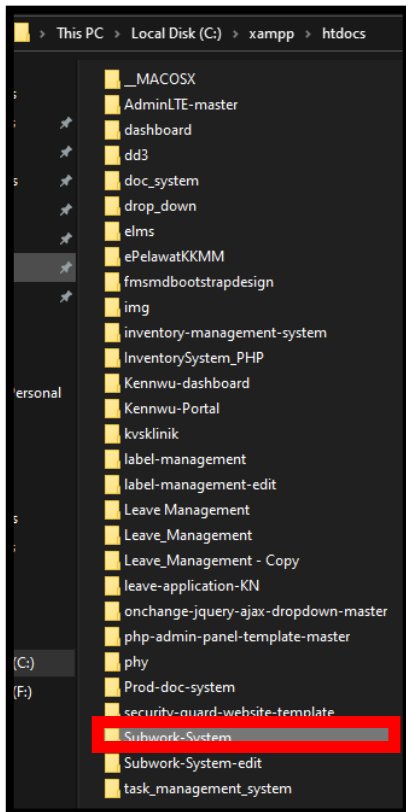 This PC > Local Disk (C:) > xampp > htdocs
__MACOSX
AdminLTE-master
dashboard
dd3
doc_system
drop_down
elms
ePelawatKKMM
fmsmdbootstrapdesign
img
inventory-management-system
InventorySystem_PHP
Kennwu-dashboard
Kennwu-Portal
kvsklinik
label-management
label-management-edit
Leave Management
Leave_Management
Leave_Management - Copy
leave-application-KN
onchange-jquery-ajax-dropdown-master
php-admin-panel-template-master
phy
Prod-doc-system
security-guard-website-template
Subwork-System
Subwork-System-edit
task_management_system
ersonal
(C:)
(F:)